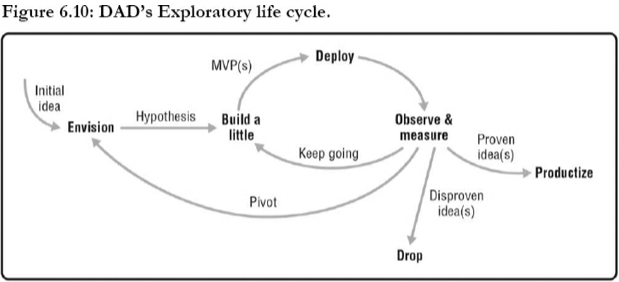 Figure 6.10: DAD's Exploratory life cycle.
Initial
idea
Envision
Hypothesis
Build a
little
MVP(s)
Deploy
Observe &
measure
Keep going
Pivot
Proven
idea(s)
Productize
Disproven
idea(s)
Drop